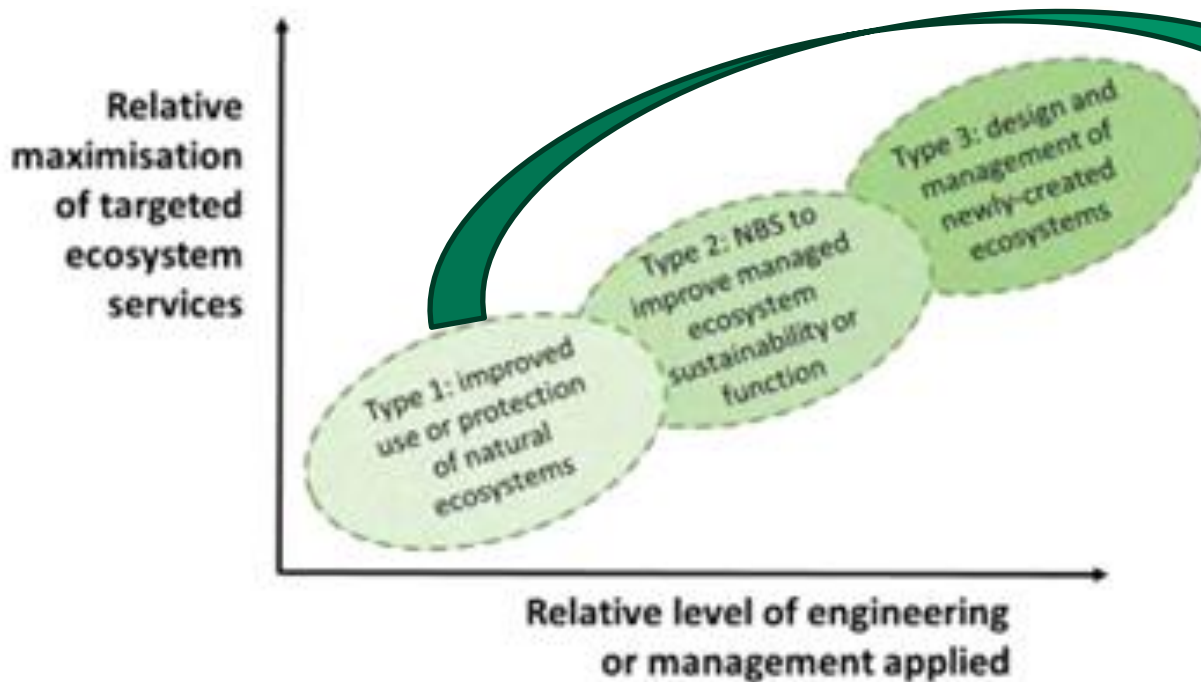 Relative
maximisation
of targeted
ecosystem
services
Type 3: design and
management of
newly-created
ecosystems
Type 2: NBS to
improve managed
ecosystem
sustainability or
function
Type 1: improved
use or protection
of natural
ecosystems
Relative level of engineering
or management applied